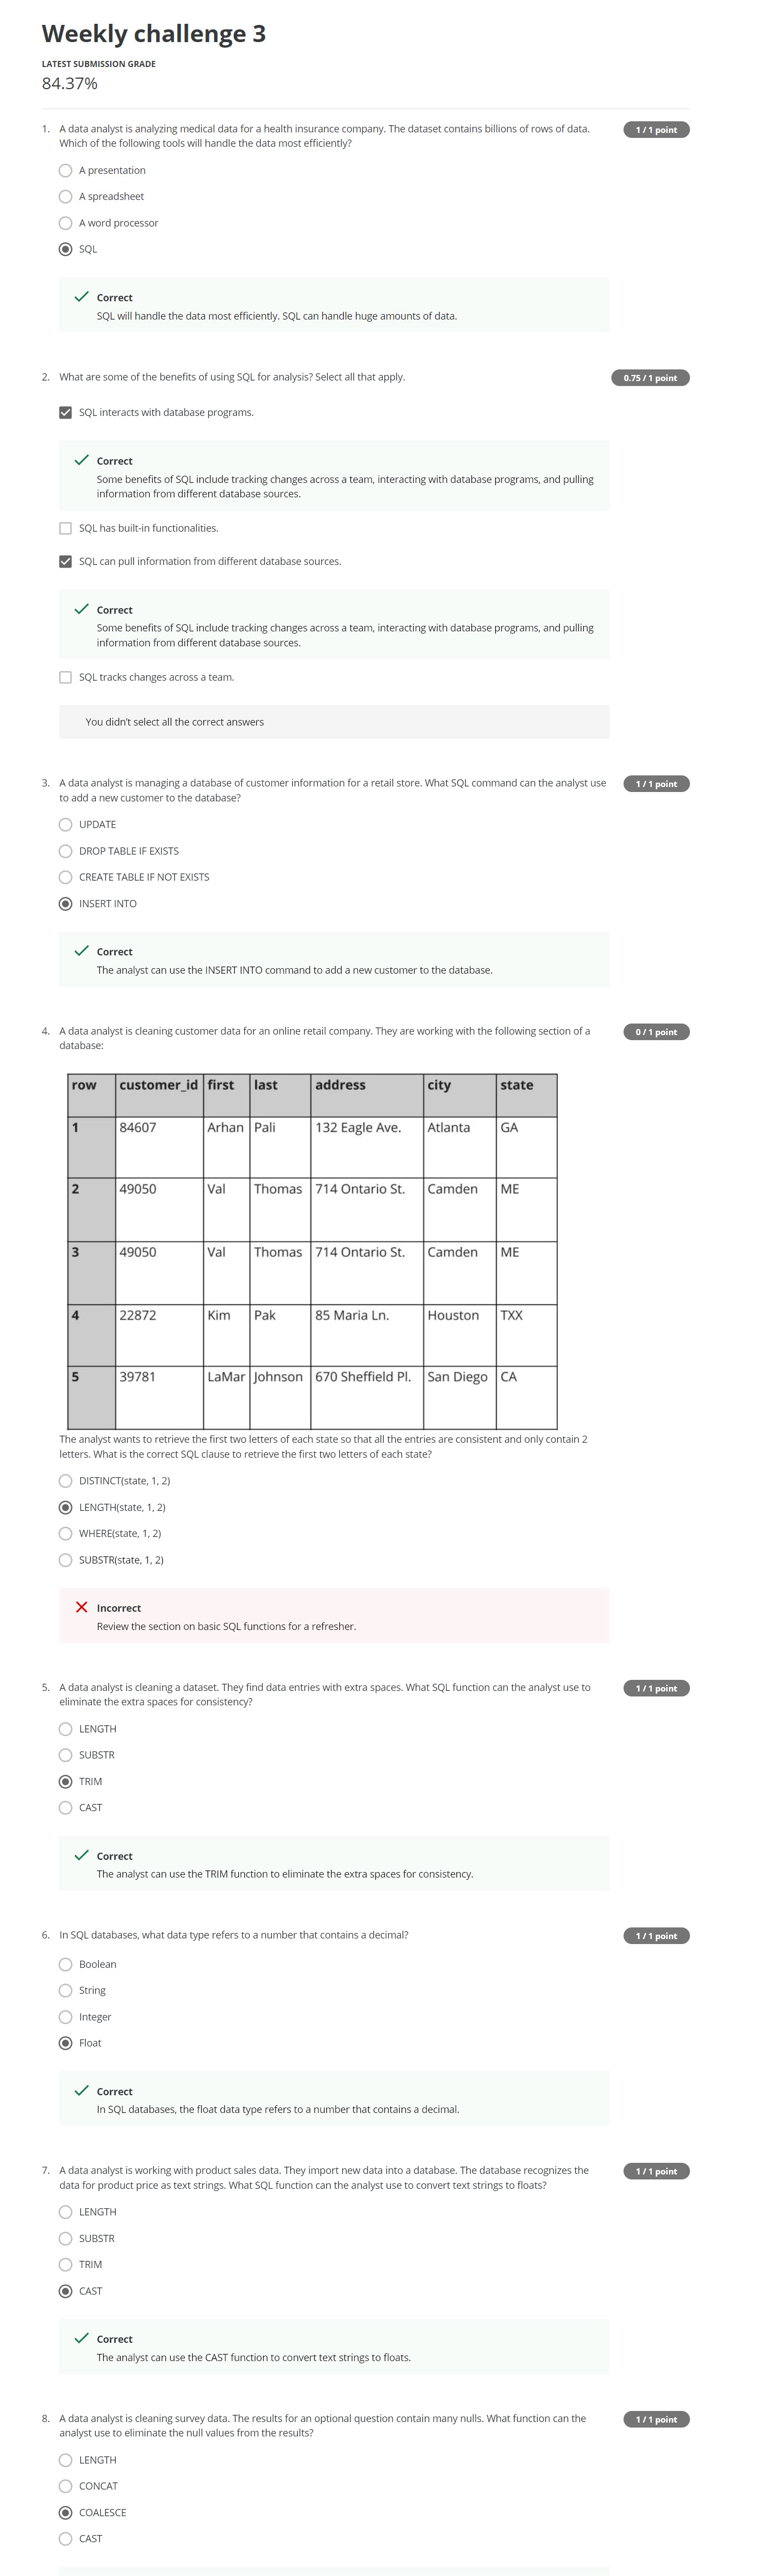 Weekly challenge 3
LATEST SUBMISSION GRADE
84.37%
1. A data analyst is analyzing medical data for a health insurance company. The dataset contains billions of rows of data.
Which of the following tools will handle the data most efficiently?
1 / 1 point
A presentation
A spreadsheet
A word processor
SQL
Correct
SQL will handle the data most efficiently. SQL can handle huge amounts of data.
2. What are some of the benefits of using SQL for analysis? Select all that apply.
0.75 / 1 point
SQL interacts with database programs.
Correct
Some benefits of SQL include tracking changes across a team, interacting with database programs, and pulling
information from different database sources.
SQL has built-in functionalities.
SQL can pull information from different database sources.
Correct
Some benefits of SQL include tracking changes across a team, interacting with database programs, and pulling
information from different database sources.
SQL tracks changes across a team.
You didn't select all the correct answers
3. A data analyst is managing a database of customer information for a retail store. What SQL command can the analyst use
to add a new customer to the database?
1 / 1 point
UPDATE
DROP TABLE IF EXISTS
CREATE TABLE IF NOT EXISTS
INSERT INTO
Correct
The analyst can use the INSERT INTO command to add a new customer to the database.
4. A data analyst is cleaning customer data for an online retail company. They are working with the following section of a
database:
0 / 1 point
row customer_id first last address city state
1 84607 Arhan Pali 132 Eagle Ave. Atlanta GA
2 49050 Val Thomas 714 Ontario St. Camden ME
3 49050 Val Thomas 714 Ontario St. Camden ME
4 22872 Kim Pak 85 Maria Ln. Houston TXX
5 39781 LaMar Johnson 670 Sheffield Pl. San Diego CA
The analyst wants to retrieve the first two letters of each state so that all the entries are consistent and only contain 2
letters. What is the correct SQL clause to retrieve the first two letters of each state?
DISTINCT(state, 1, 2)
LENGTH(state, 1, 2)
WHERE(state, 1, 2)
SUBSTR(state, 1, 2)
Incorrect
Review the section on basic SQL functions for a refresher.
5. A data analyst is cleaning a dataset. They find data entries with extra spaces. What SQL function can the analyst use to
eliminate the extra spaces for consistency?
1 / 1 point
LENGTH
SUBSTR
TRIM
CAST
Correct
The analyst can use the TRIM function to eliminate the extra spaces for consistency.
6. In SQL databases, what data type refers to a number that contains a decimal?
1 / 1 point
Boolean
String
Integer
Float
Correct
In SQL databases, the float data type refers to a number that contains a decimal.
7. A data analyst is working with product sales data. They import new data into a database. The database recognizes the
data for product price as text strings. What SQL function can the analyst use to convert text strings to floats?
1 / 1 point
LENGTH
SUBSTR
TRIM
CAST
Correct
The analyst can use the CAST function to convert text strings to floats.
8. A data analyst is cleaning survey data. The results for an optional question contain many nulls. What function can the
analyst use to eliminate the null values from the results?
1 / 1 point
LENGTH
CONCAT
COALESCE
CAST